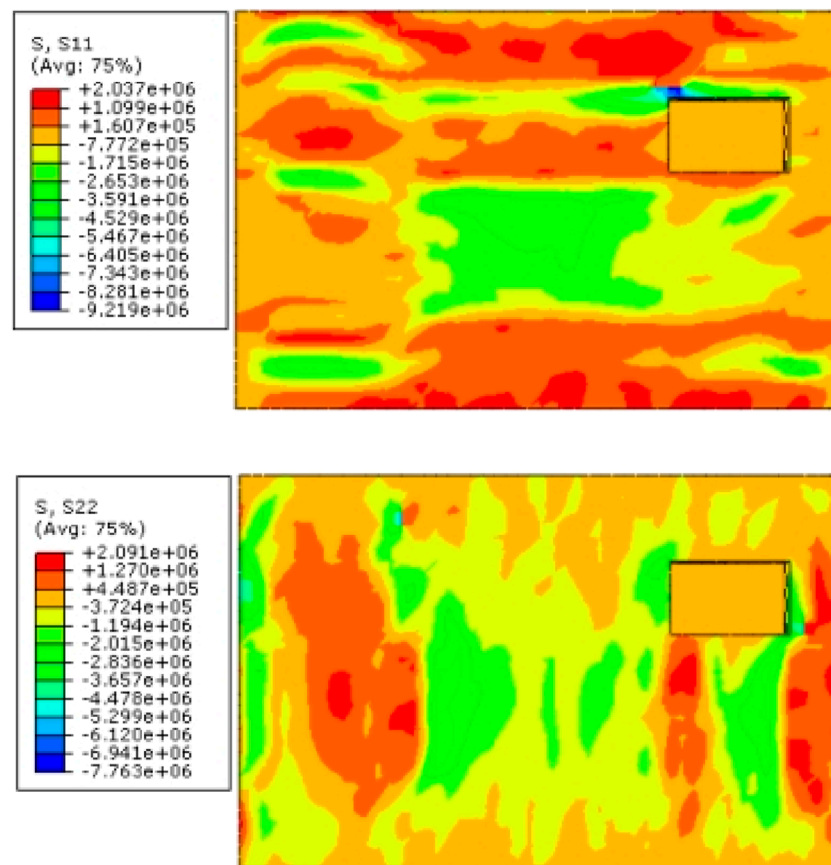 S, S11
(Avg: 75%)
+2.037e+06
+1.099e+06
+1.607e+05
-7.772e+05
-1.715e+06
-2.653e+06
-3.591e+06
-4.529e+06
-5.467e+06
-6.405e+06
-7.343e+06
-8.281e+06
-9.219e+06
S, S22
(Avg: 75%)
+2.091e+06
+1.270e+06
+4.487e+05
-3.724e+05
-1.194e+06
-2.015e+06
-2.836e+06
-3.657e+06
-4.478e+06
-5.299e+06
-6.120e+06
-6.941e+06
-7.763e+06